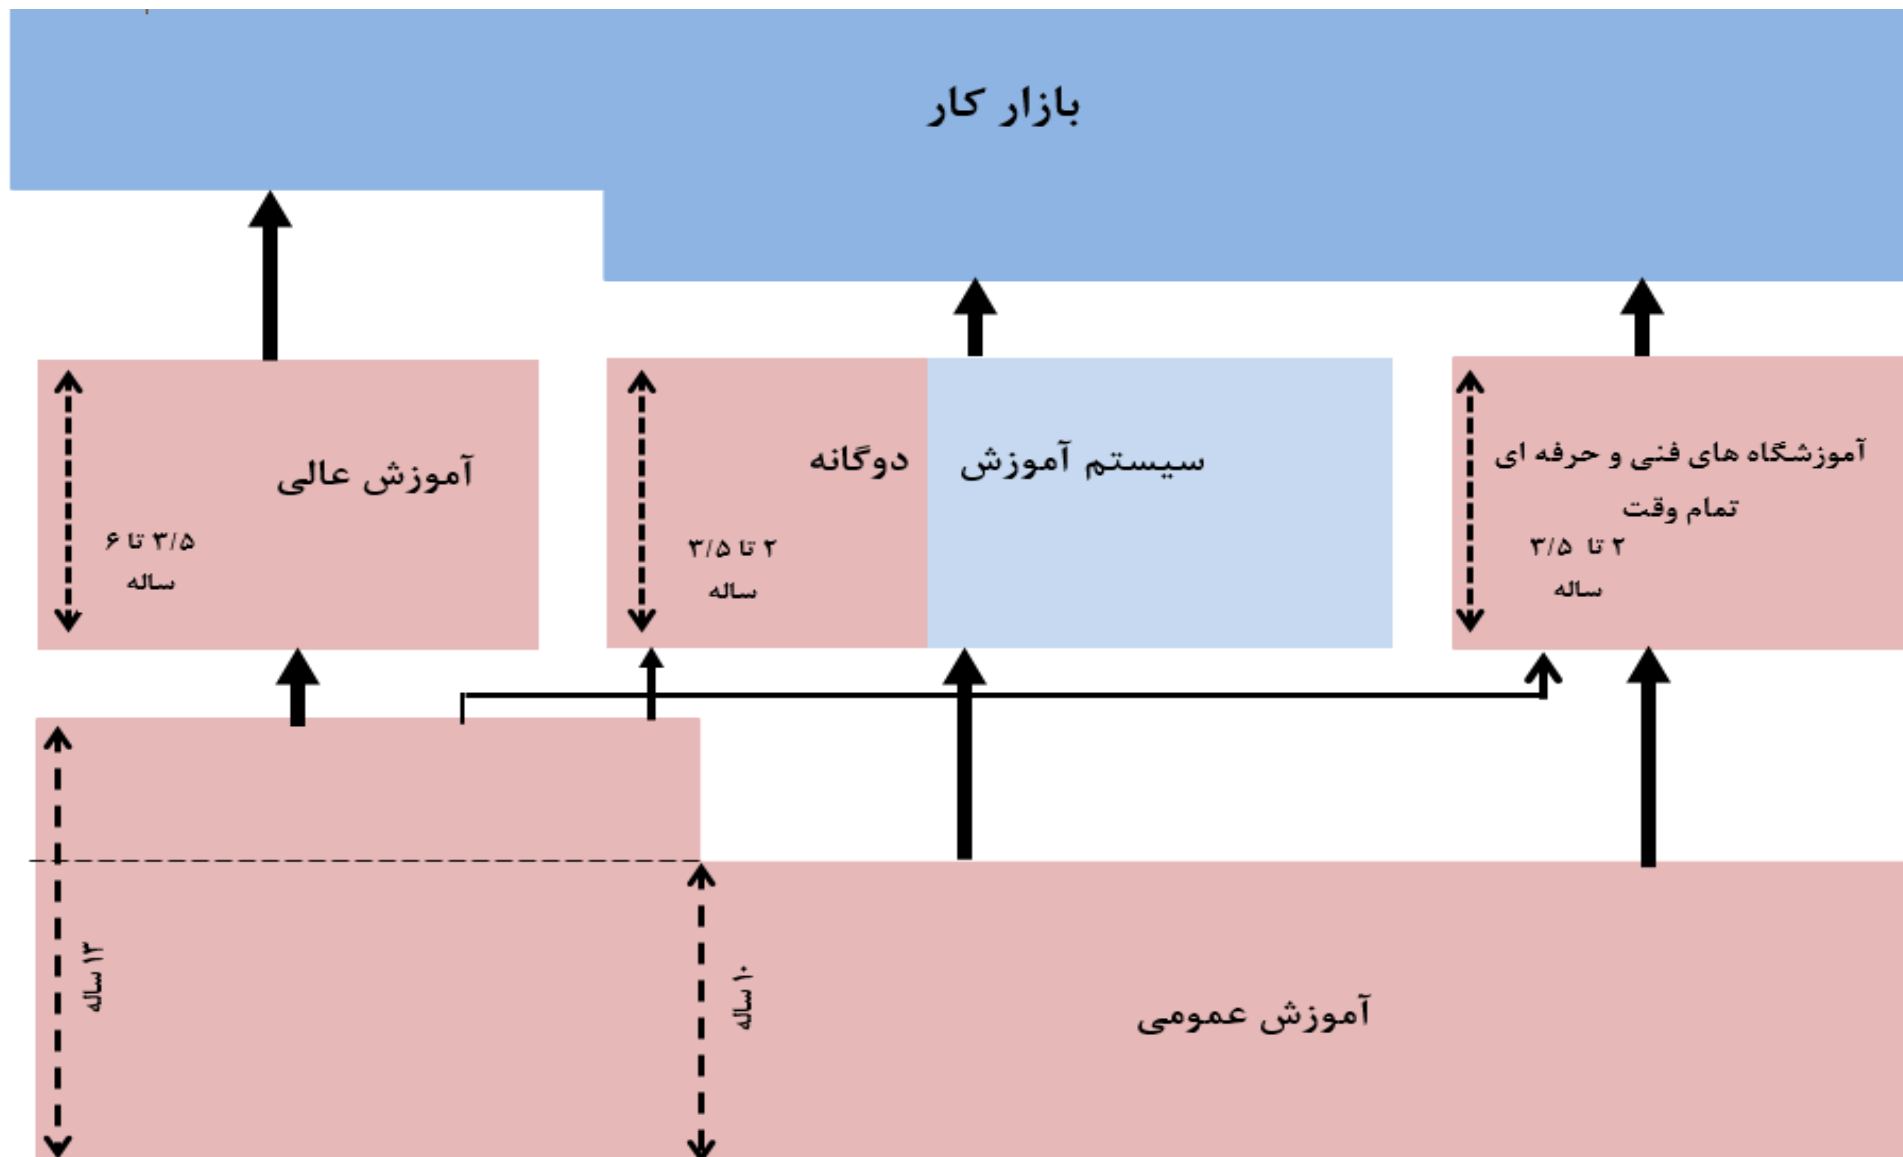 بازار کار
آموزشگاه های فنی و حرفه ای
تمام وقت
۲ تا ۳/۵
ساله
سیستم آموزش دوگانه
۲ تا ۳/۵
ساله
آموزش عالی
۳/۵ تا ۶
ساله
آموزش عمومی
۱۰ ساله
۱۳ ساله